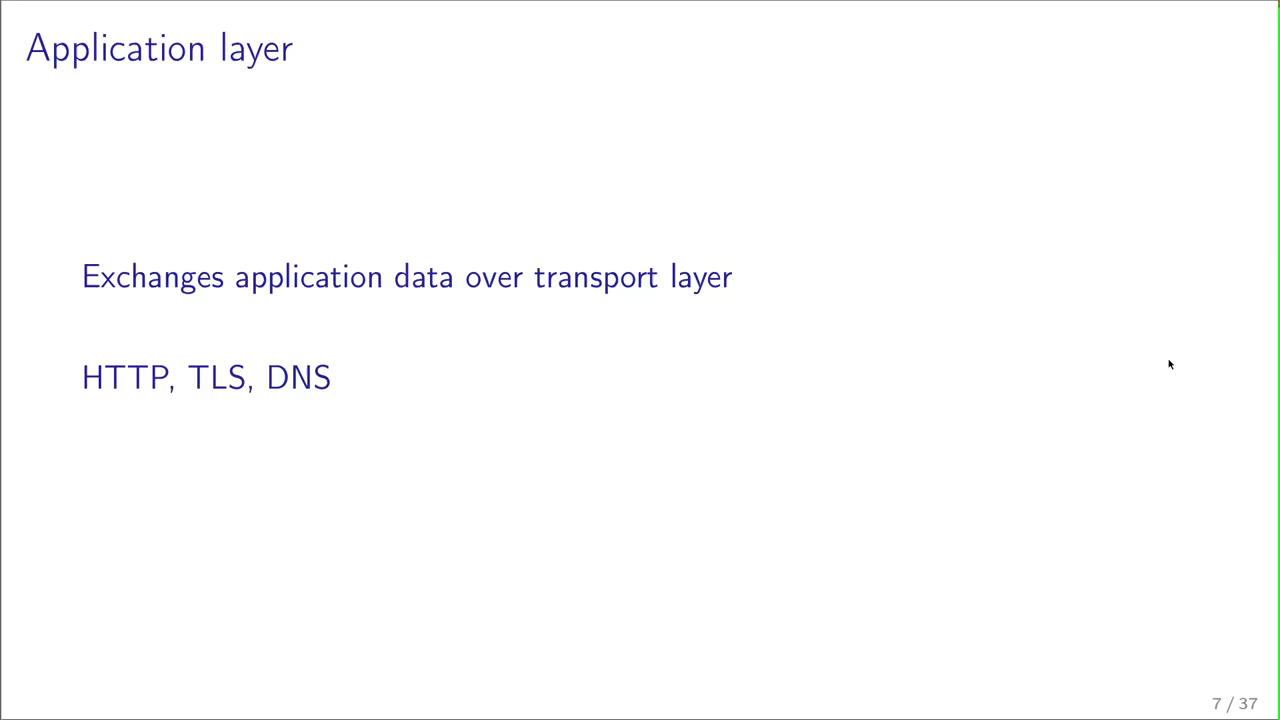 Application layer
Exchanges application data over transport layer
HTTP, TLS, DNS
7 / 37